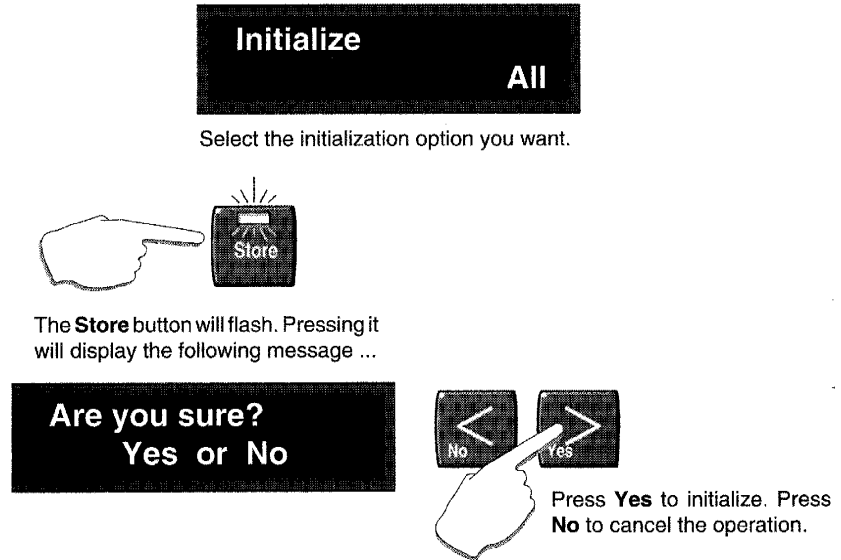 Initialize
All
Select the initialization option you want.
Store
The Store button will flash. Pressing it
will display the following message ...
Are you sure?
Yes or No
No
Yes
Press Yes to initialize. Press
No to cancel the operation.